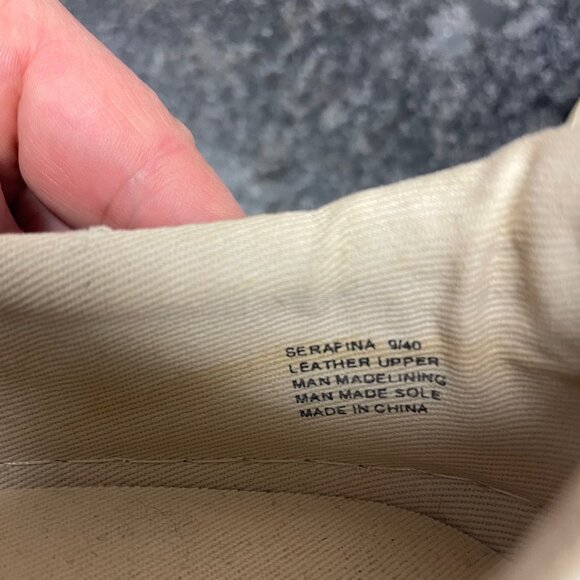 SERAFINA 9/40
LEATHER UPPER
MAN MADELINING
MAN MADE SOLE
MADE IN CHINA